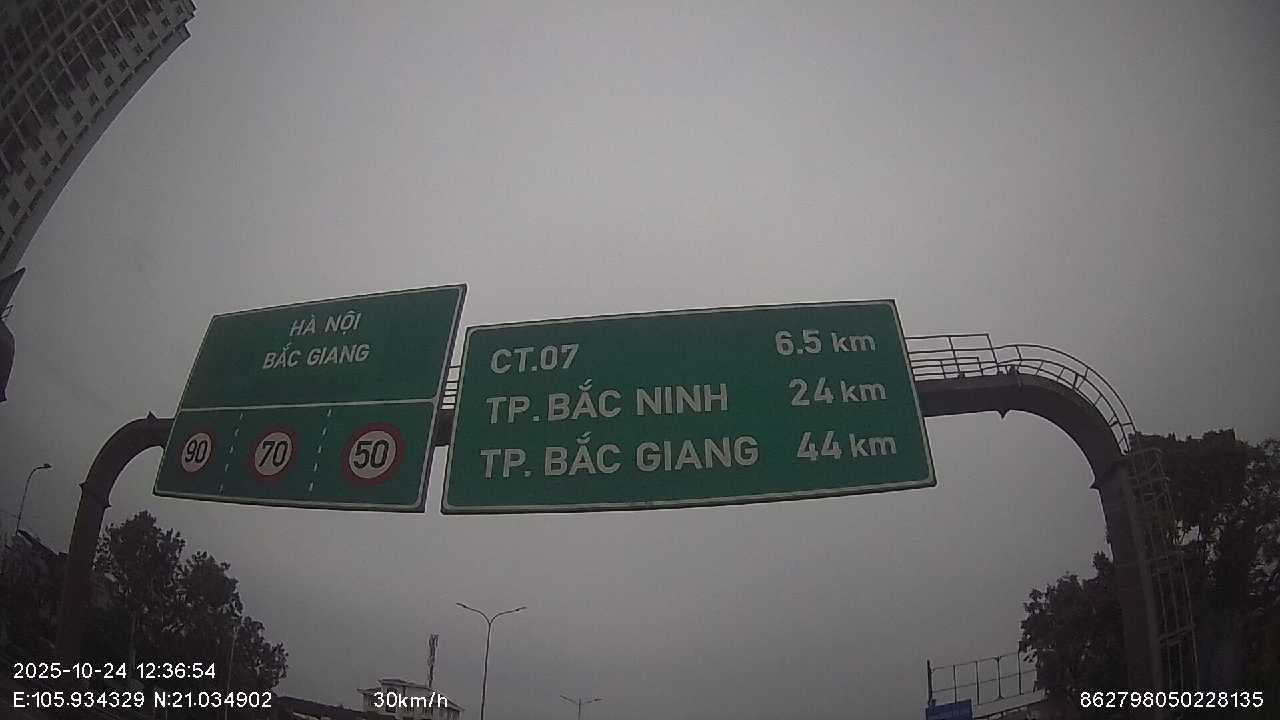 HÀ NỘI
BẮC GIANG
90 70 50
CT.07 6.5 km
TP. BẮC NINH 24 km
TP. BẮC GIANG 44 km
2025-10-24 12:36:54
E:105.934329 N:21.034902 30km/h 862798050228135